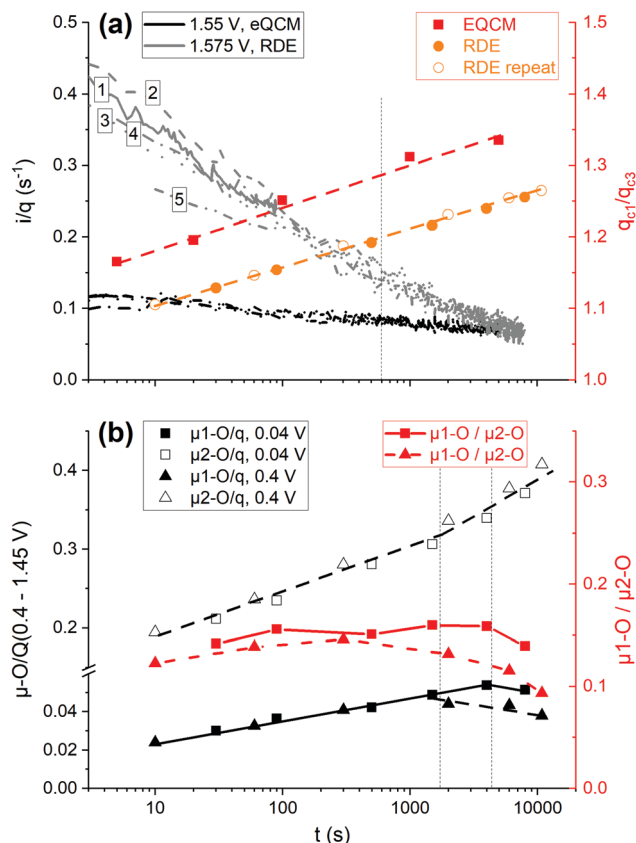 (a)
1.55 V, eQCM
1.575 V, RDE
EQCM
RDE
RDE repeat
1
2
3
4
5
0.5
0.4
0.3
0.2
0.1
0.0
i/q (s⁻¹)
1.5
1.4
1.3
1.2
1.1
1.0
q_c1/q_c3
(b)
μ1-O/q, 0.04 V
μ2-O/q, 0.04 V
μ1-O/q, 0.4 V
μ2-O/q, 0.4 V
μ1-O / μ2-O
μ1-O / μ2-O
0.4
0.3
0.2
0.04
0.02
0.00
μ-O/Q(0.4 - 1.45 V)
0.3
0.2
0.1
0.0
μ1-O / μ2-O
10 100 1000 10000
t (s)